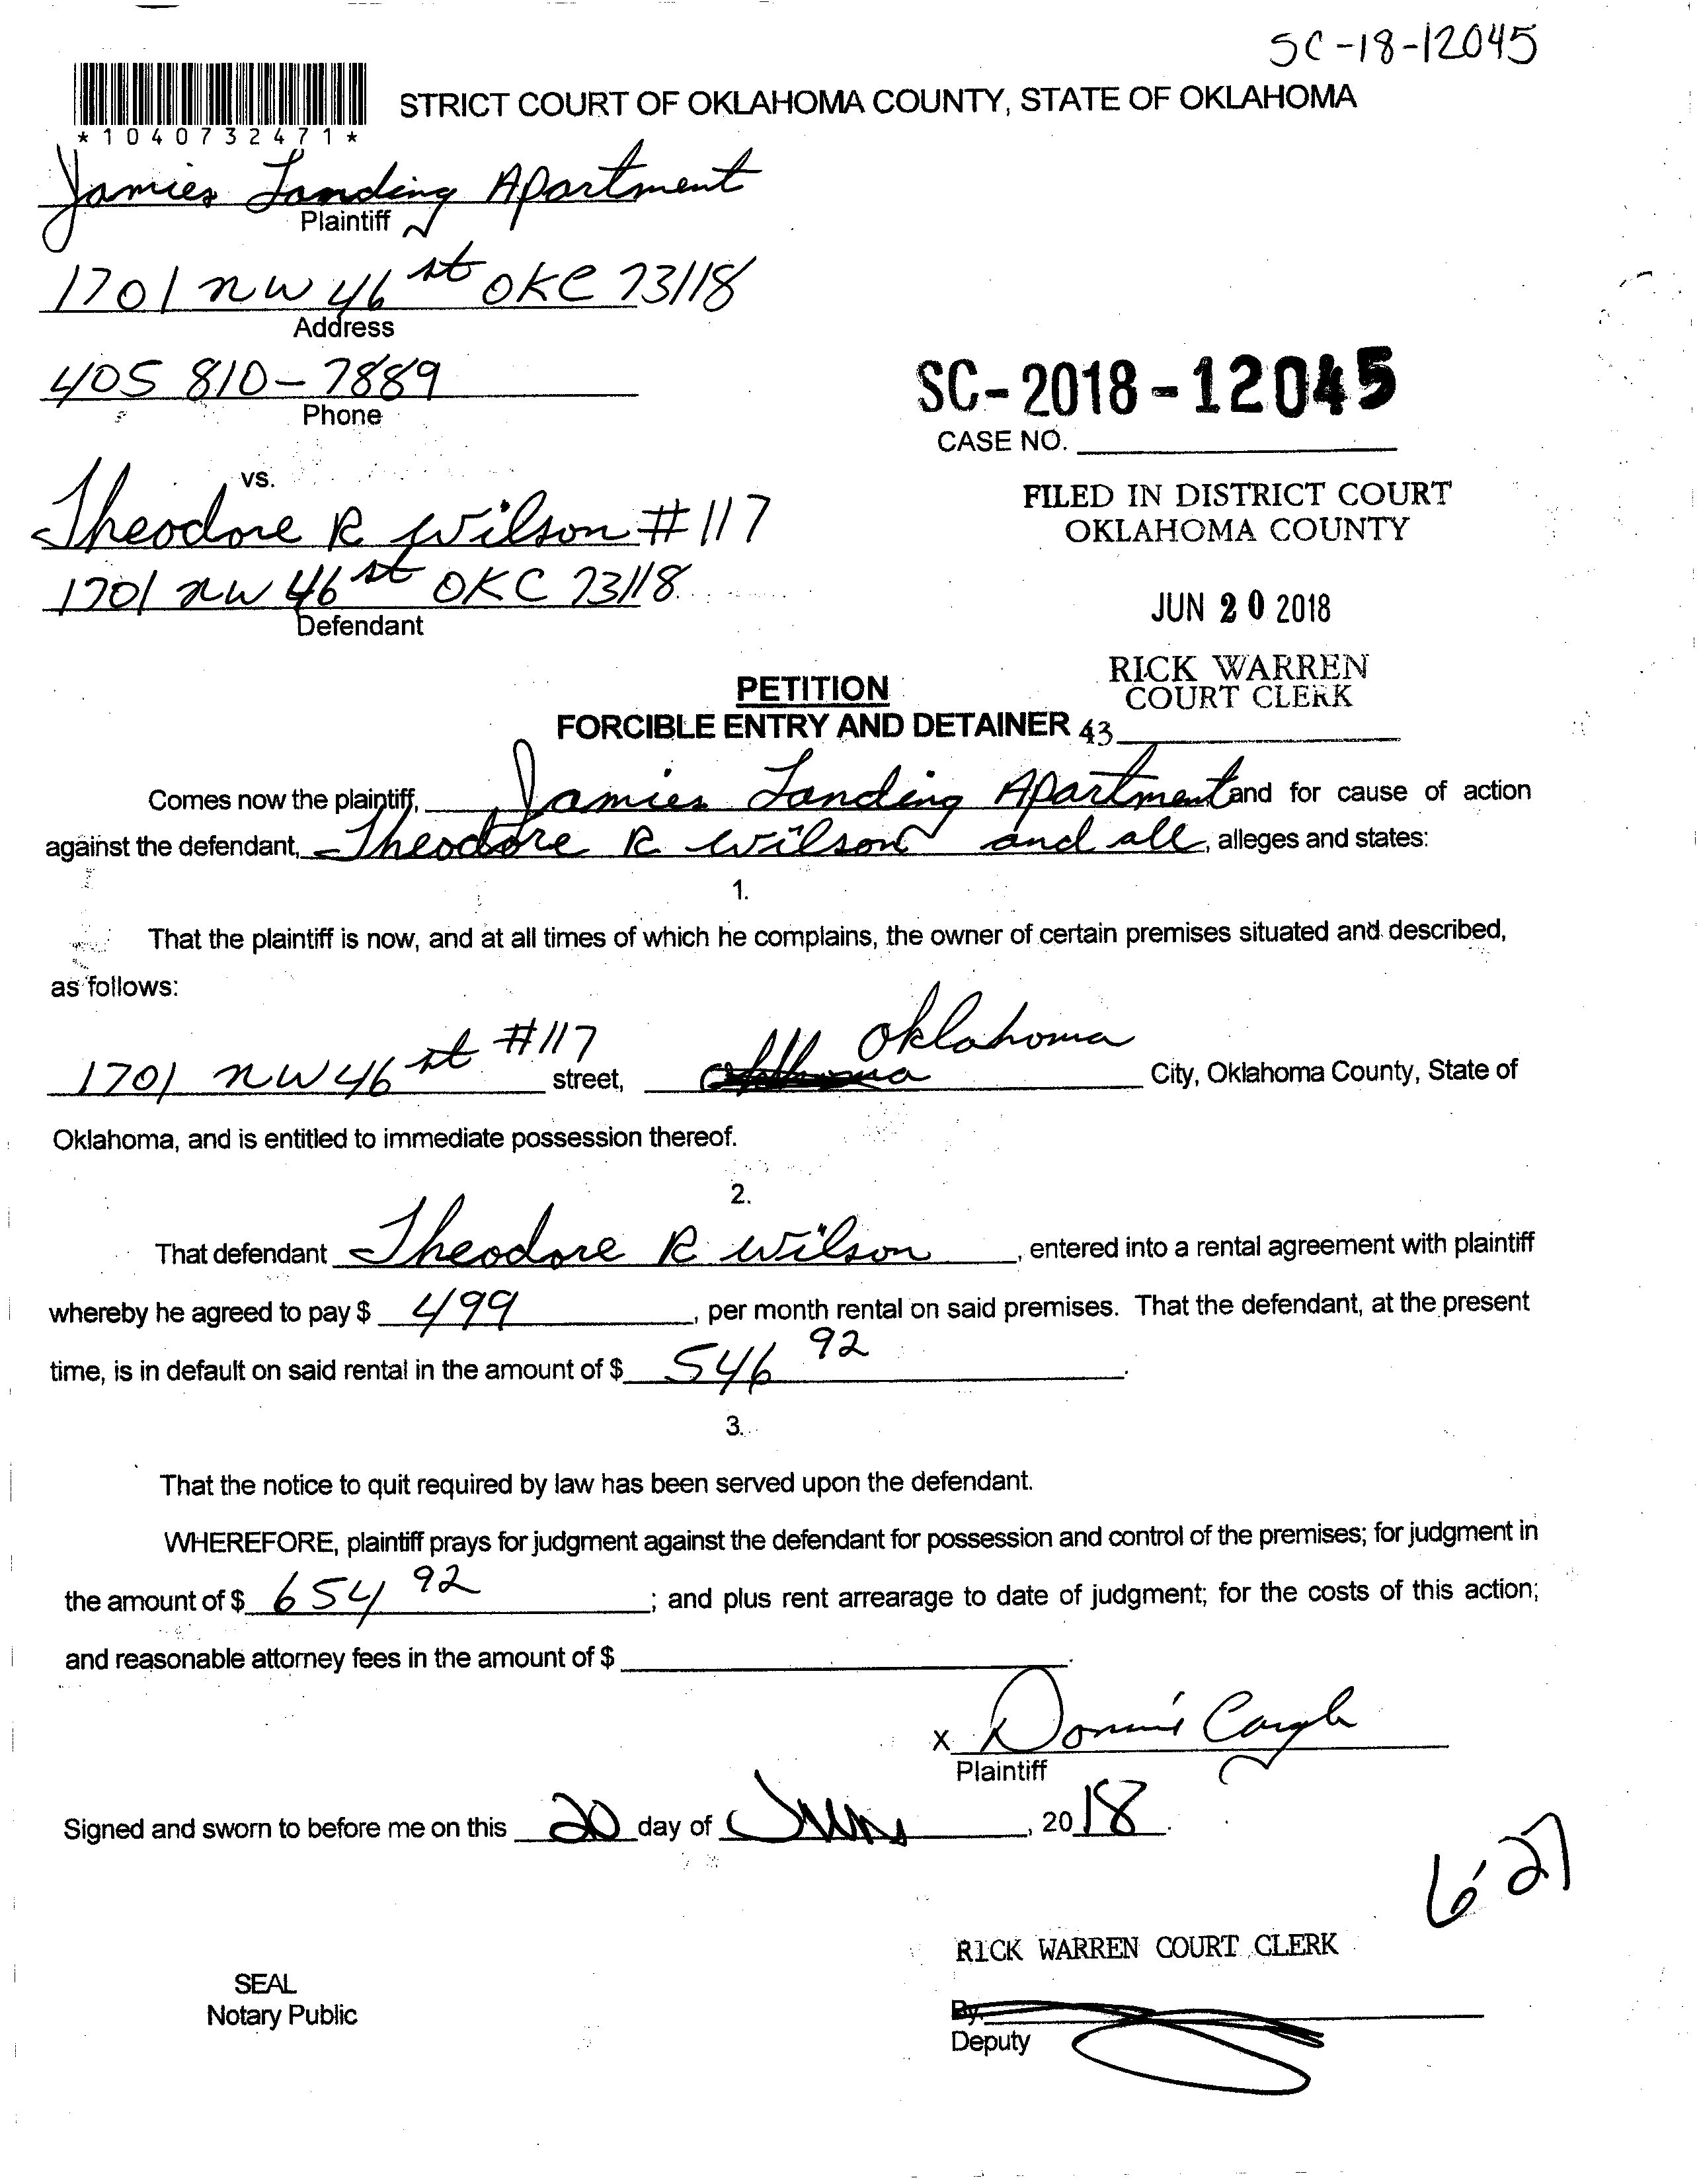 SC-18-12045
STRICT COURT OF OKLAHOMA COUNTY, STATE OF OKLAHOMA
*1040732471*
Jamies Landing Apartment
Plaintiff
1701 NW 46 st OKC 73118
Address
405 810-7889
Phone
SC-2018-12045
CASE NO.
vs.
Theodore R Wilson #117
1701 NW 46 st OKC 73118
Defendant
FILED IN DISTRICT COURT
OKLAHOMA COUNTY
JUN 20 2018
RICK WARREN
COURT CLERK
43
PETITION
FORCIBLE ENTRY AND DETAINER
Comes now the plaintiff, Jamies Landing Apartment and for cause of action
against the defendant, Theodore R Wilson and all, alleges and states:
1.
That the plaintiff is now, and at all times of which he complains, the owner of certain premises situated and described,
as follows:
1701 NW 46 st #117 street, Oklahoma City, Oklahoma County, State of
Oklahoma, and is entitled to immediate possession thereof.
2.
That defendant Theodore R Wilson, entered into a rental agreement with plaintiff
whereby he agreed to pay $ 499, per month rental on said premises. That the defendant, at the present
time, is in default on said rental in the amount of $ 546 92.
3.
That the notice to quit required by law has been served upon the defendant.
WHEREFORE, plaintiff prays for judgment against the defendant for possession and control of the premises; for judgment in
the amount of $ 654 92; and plus rent arrearage to date of judgment; for the costs of this action;
and reasonable attorney fees in the amount of $
X
Plaintiff
Signed and sworn to before me on this 20 day of June, 2018.
6-27
RICK WARREN COURT CLERK
SEAL
Notary Public
By
Deputy